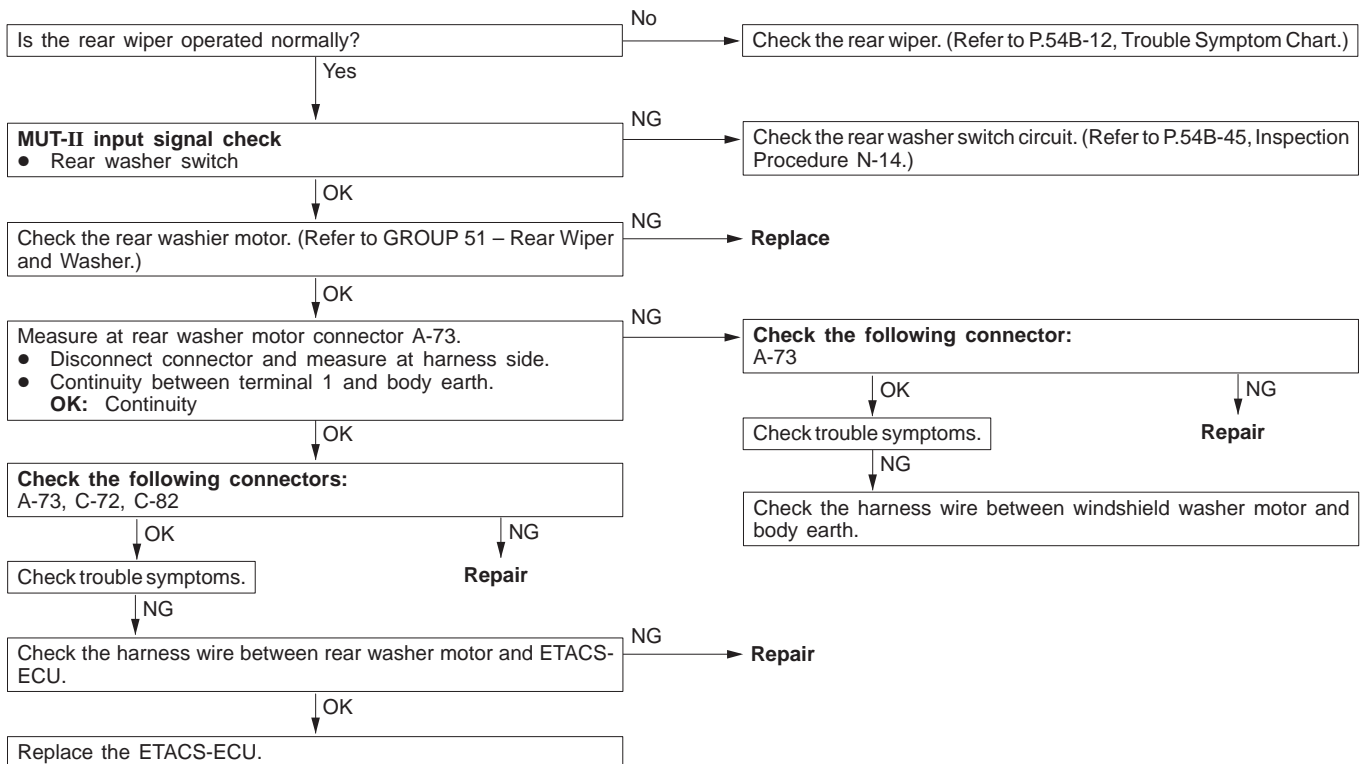 No
Is the rear wiper operated normally?
Check the rear wiper. (Refer to P.54B-12, Trouble Symptom Chart.)
Yes
MUT-II input signal check
● Rear washer switch
NG
Check the rear washer switch circuit. (Refer to P.54B-45, Inspection
Procedure N-14.)
OK
Check the rear washier motor. (Refer to GROUP 51 – Rear Wiper
and Washer.)
NG
Replace
OK
Measure at rear washer motor connector A-73.
● Disconnect connector and measure at harness side.
● Continuity between terminal 1 and body earth.
OK: Continuity
NG
Check the following connector:
A-73
OK
NG
Check trouble symptoms.
Repair
NG
Check the harness wire between windshield washer motor and
body earth.
OK
Check the following connectors:
A-73, C-72, C-82
OK
NG
Check trouble symptoms.
Repair
NG
Check the harness wire between rear washer motor and ETACS-
ECU.
NG
Repair
OK
Replace the ETACS-ECU.